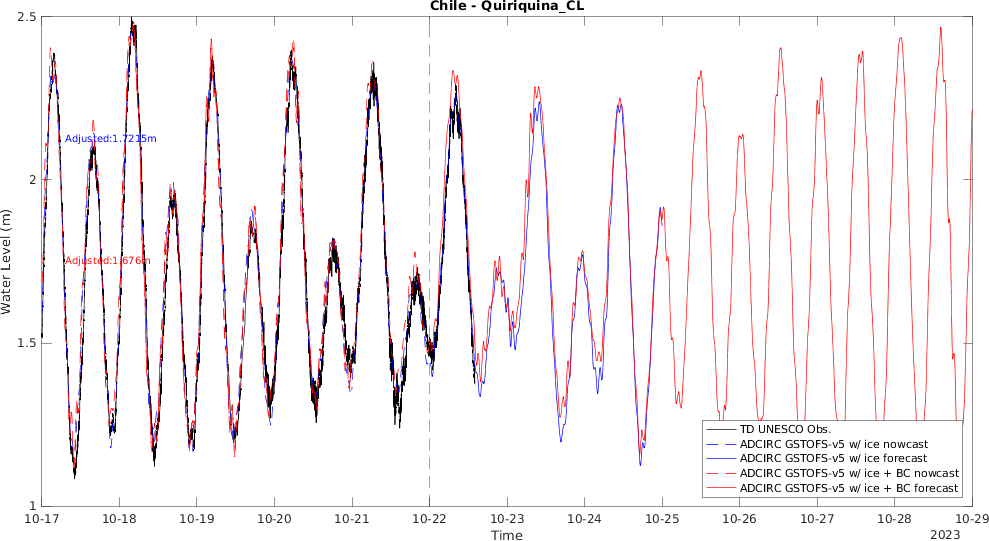 Chile - Quiriquina_CL
2.5
2
1.5
1
Water Level (m)
Adjusted:1.7215m
Adjusted:1.676m
TD UNESCO Obs.
ADCIRC GSTOFS-v5 w/ ice nowcast
ADCIRC GSTOFS-v5 w/ ice forecast
ADCIRC GSTOFS-v5 w/ ice + BC nowcast
ADCIRC GSTOFS-v5 w/ ice + BC forecast
10-17 10-18 10-19 10-20 10-21 10-22 10-23 10-24 10-25 10-26 10-27 10-28 10-29
Time
2023